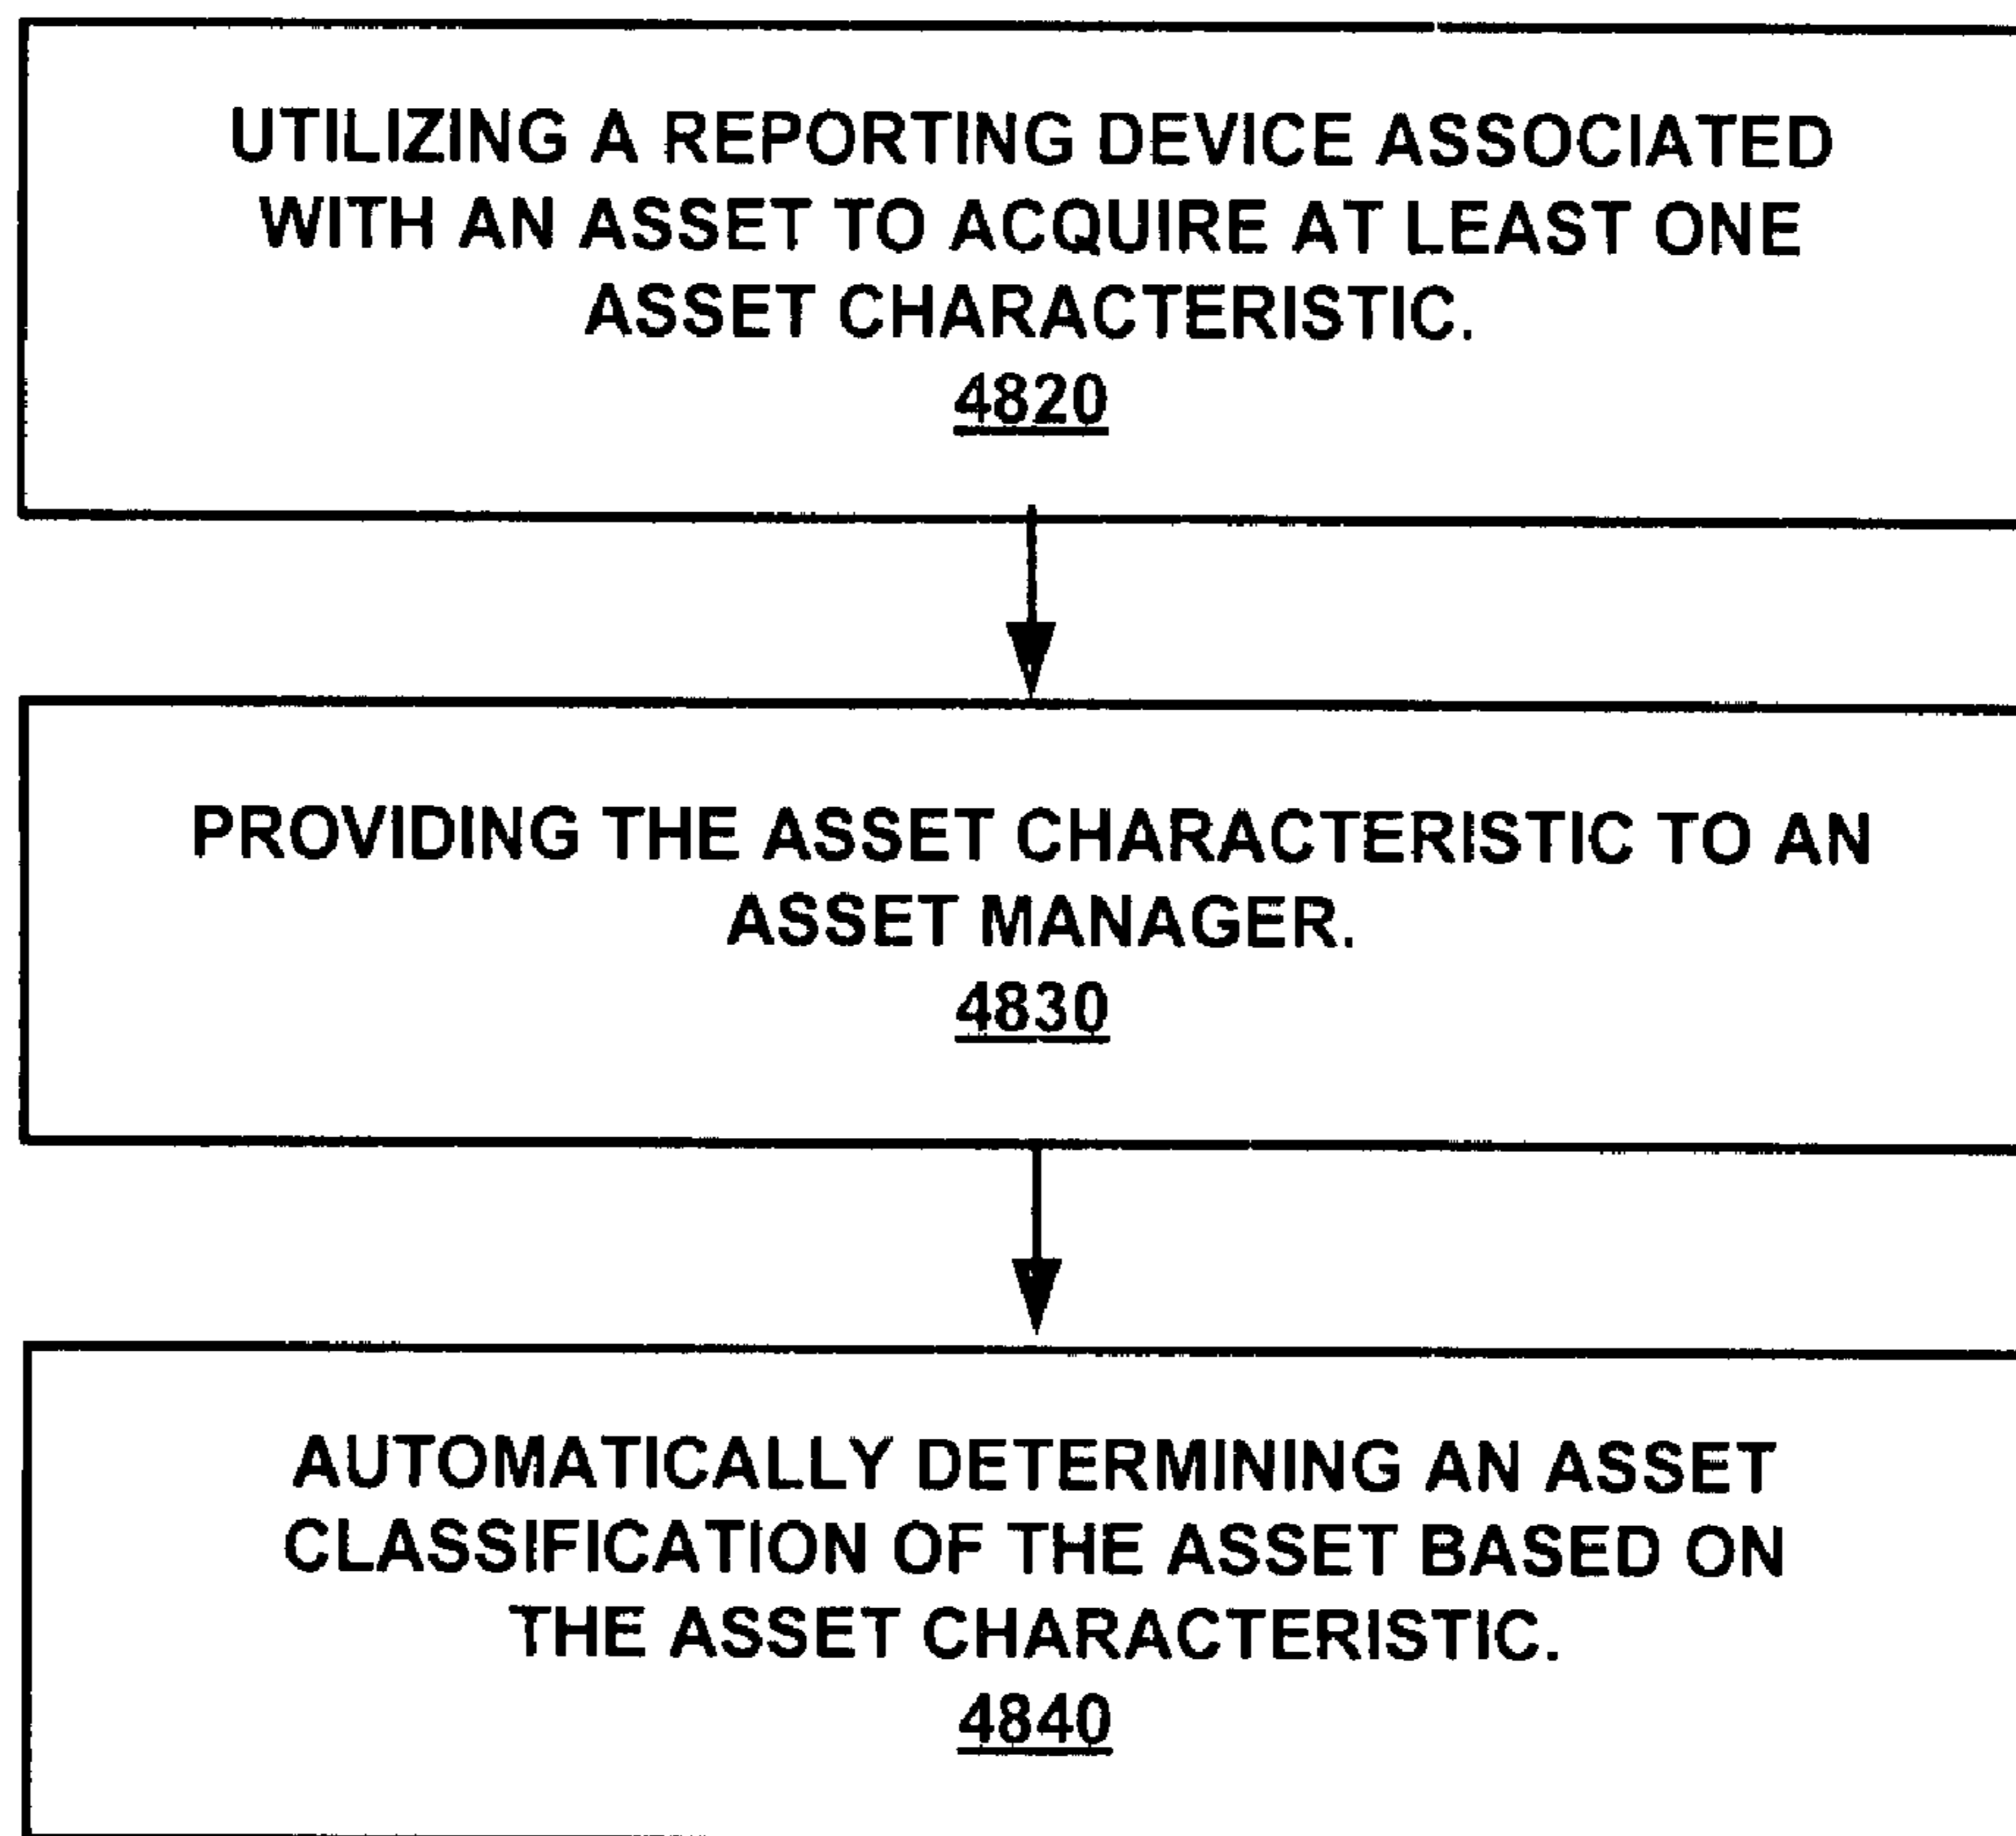 UTILIZING A REPORTING DEVICE ASSOCIATED
WITH AN ASSET TO ACQUIRE AT LEAST ONE
ASSET CHARACTERISTIC.
4820
PROVIDING THE ASSET CHARACTERISTIC TO AN
ASSET MANAGER.
4830
AUTOMATICALLY DETERMINING AN ASSET
CLASSIFICATION OF THE ASSET BASED ON
THE ASSET CHARACTERISTIC.
4840